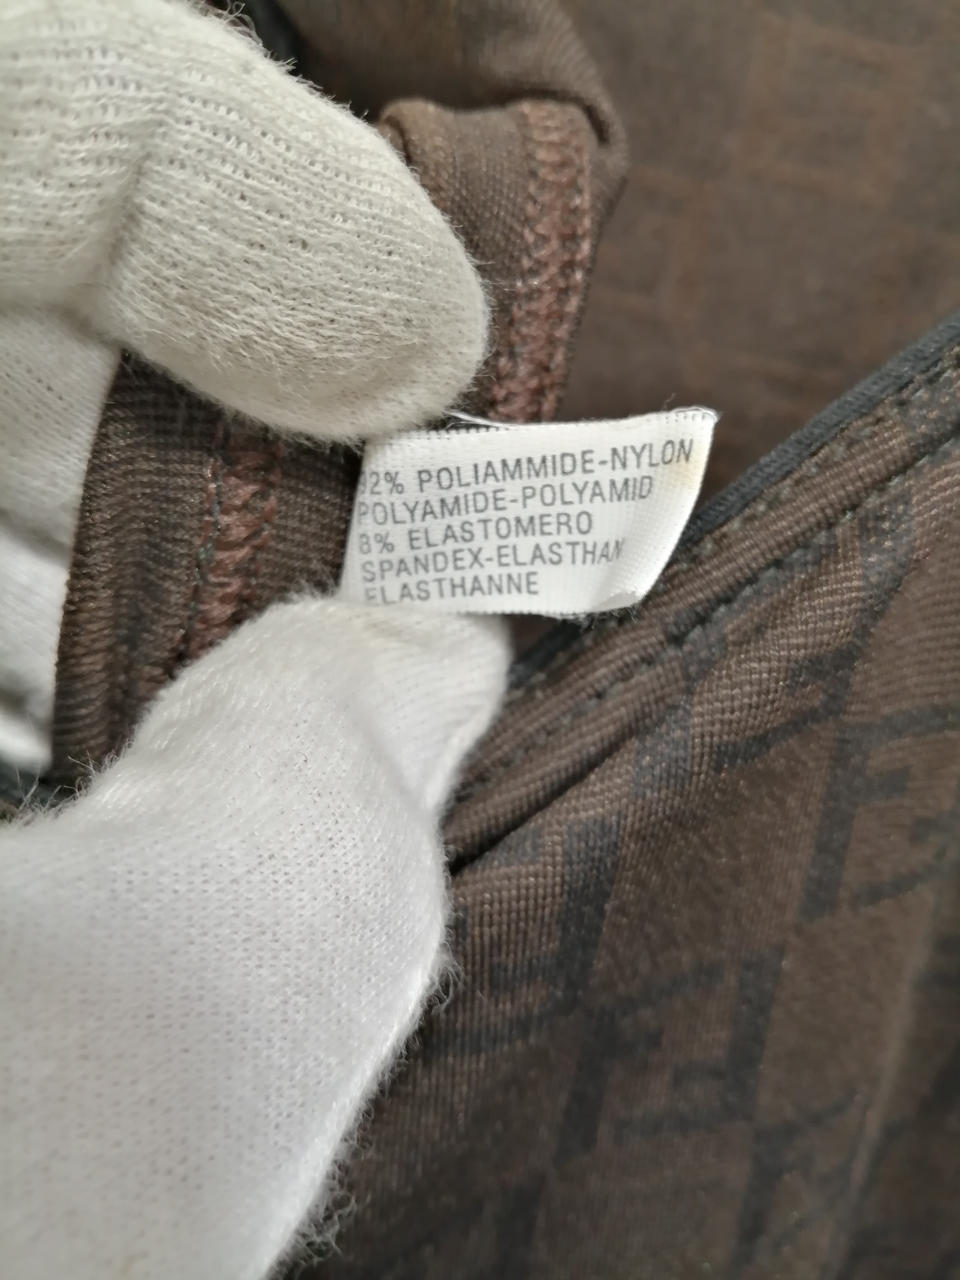 92% POLIAMMIDE-NYLON
POLYAMIDE-POLYAMID
8% ELASTOMERO
SPANDEX-ELASTHAN
ELASTHANNE